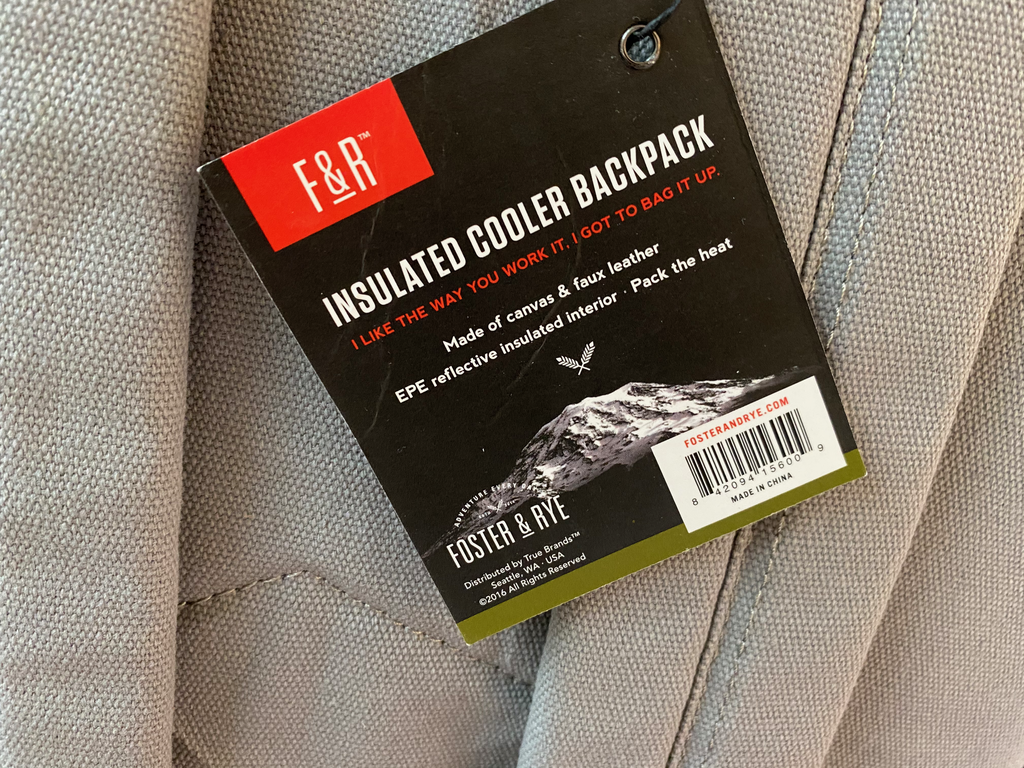 F&R™
INSULATED COOLER BACKPACK
I LIKE THE WAY YOU WORK IT. I GOT TO BAG IT UP.
Made of canvas & faux leather
EPE reflective insulated interior · Pack the heat
FOSTERANDRYE.COM
8 42094 15600 9
MADE IN CHINA
ADVENTURE
FOSTER & RYE
Distributed by True Brands™
Seattle, WA · USA
©2016 All Rights Reserved